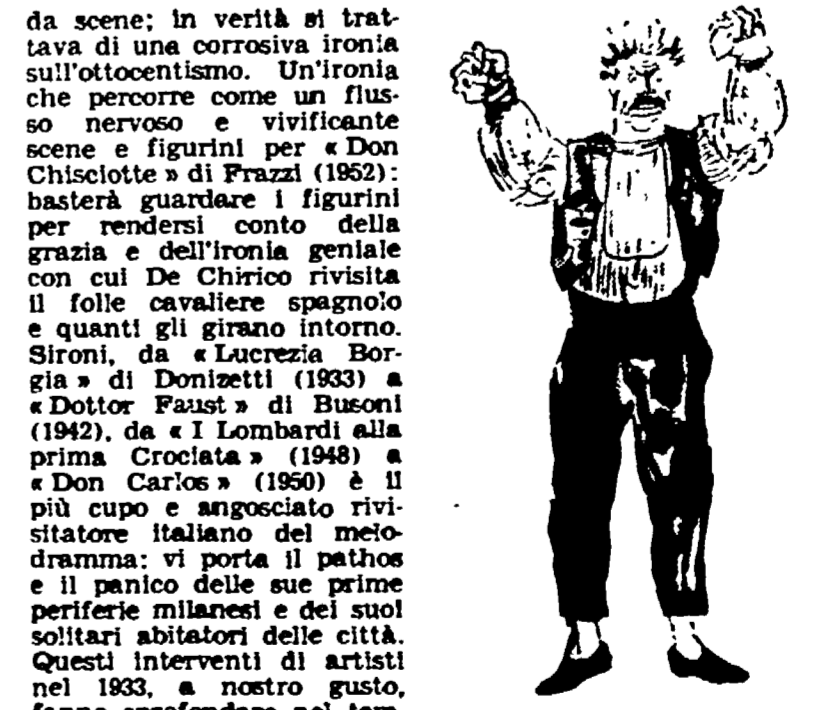 da scene; in verità si trat-
tava di una corrosiva ironia
sull'ottocentismo. Un'ironia
che percorre come un flus-
so nervoso e vivificante
scene e figurini per « Don
Chisciotte » di Frazzi (1952):
basterà guardare i figurini
per rendersi conto della
grazia e dell'ironia geniale
con cui De Chirico rivisita
il folle cavaliere spagnolo
e quanti gli girano intorno.
Sironi, da « Lucrezia Bor-
gia » di Donizetti (1933) a
« Dottor Faust » di Busoni
(1942), da « I Lombardi alla
prima Crociata » (1948) a
« Don Carlos » (1950) è il
più cupo e angosciato rivi-
sitatore italiano del melo-
dramma: vi porta il pathos
e il panico delle sue prime
periferie milanesi e dei suoi
solitari abitatori delle città.
Questi interventi di artisti
nel 1933, a nostro gusto,